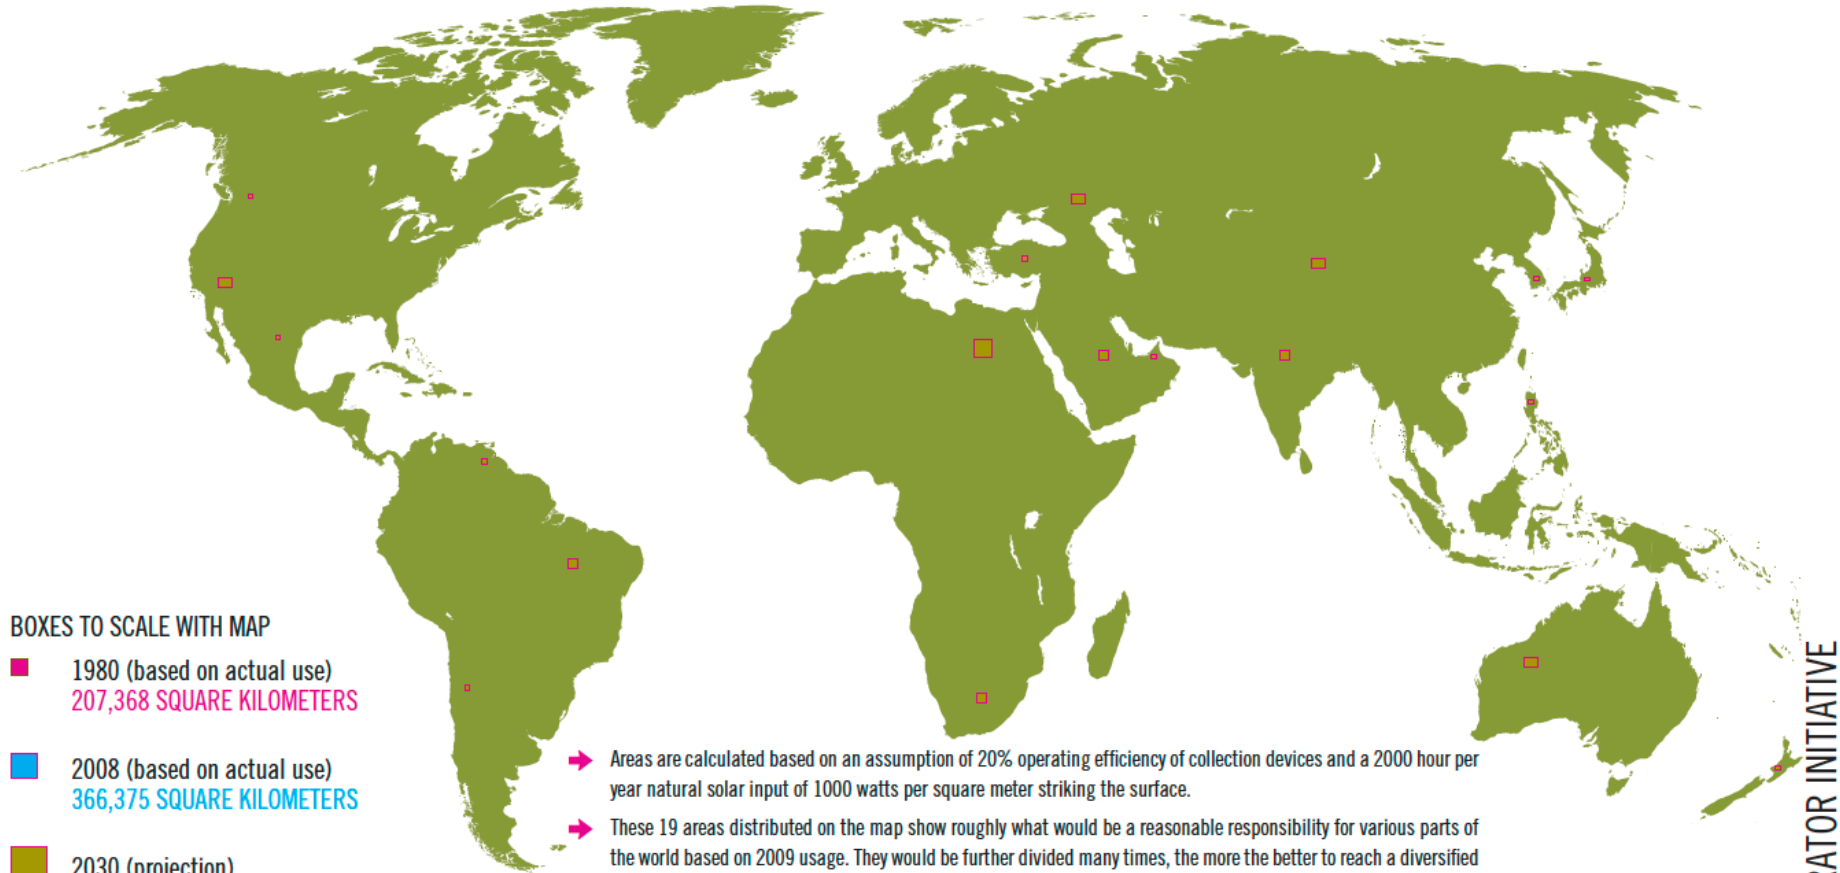 BOXES TO SCALE WITH MAP
1980 (based on actual use)
207,368 SQUARE KILOMETERS
2008 (based on actual use)
366,375 SQUARE KILOMETERS
2030 (projection)
Areas are calculated based on an assumption of 20% operating efficiency of collection devices and a 2000 hour per
year natural solar input of 1000 watts per square meter striking the surface.
These 19 areas distributed on the map show roughly what would be a reasonable responsibility for various parts of
the world based on 2009 usage. They would be further divided many times, the more the better to reach a diversified
RATOR INITIATIVE